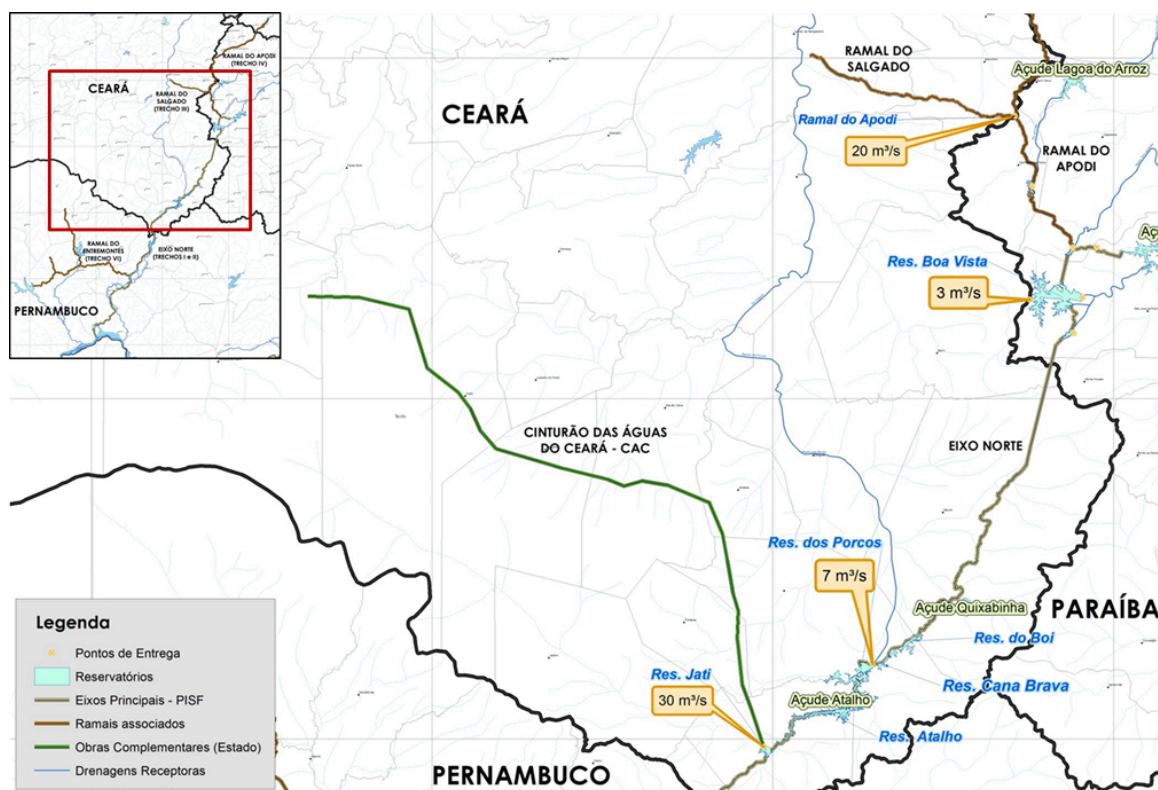 RAMAL DO APODI
(TRECHO IV)
CEARÁ
RAMAL DO
SALGADO
(TRECHO III)
RAMAL DO
ENTREMONTES
(TRECHO VI)
EIXO NORTE
(TRECHOS I e II)
PERNAMBUCO
CEARÁ
RAMAL DO
SALGADO
Açude Lagoa do Arroz
Ramal do Apodi
20 m³/s
RAMAL DO
APODI
Res. Boa Vista
3 m³/s
CINTURÃO DAS ÁGUAS
DO CEARÁ - CAC
EIXO NORTE
Res. dos Porcos
7 m³/s
Açude Quixabinha
PARAÍBA
Res. do Boi
Res. Jati
30 m³/s
Açude Atalho
Res. Cana Brava
Res. Atalho
PERNAMBUCO
Legenda
Pontos de Entrega
Reservatórios
Eixos Principais - PISF
Ramais associados
Obras Complementares (Estado)
Drenagens Receptoras